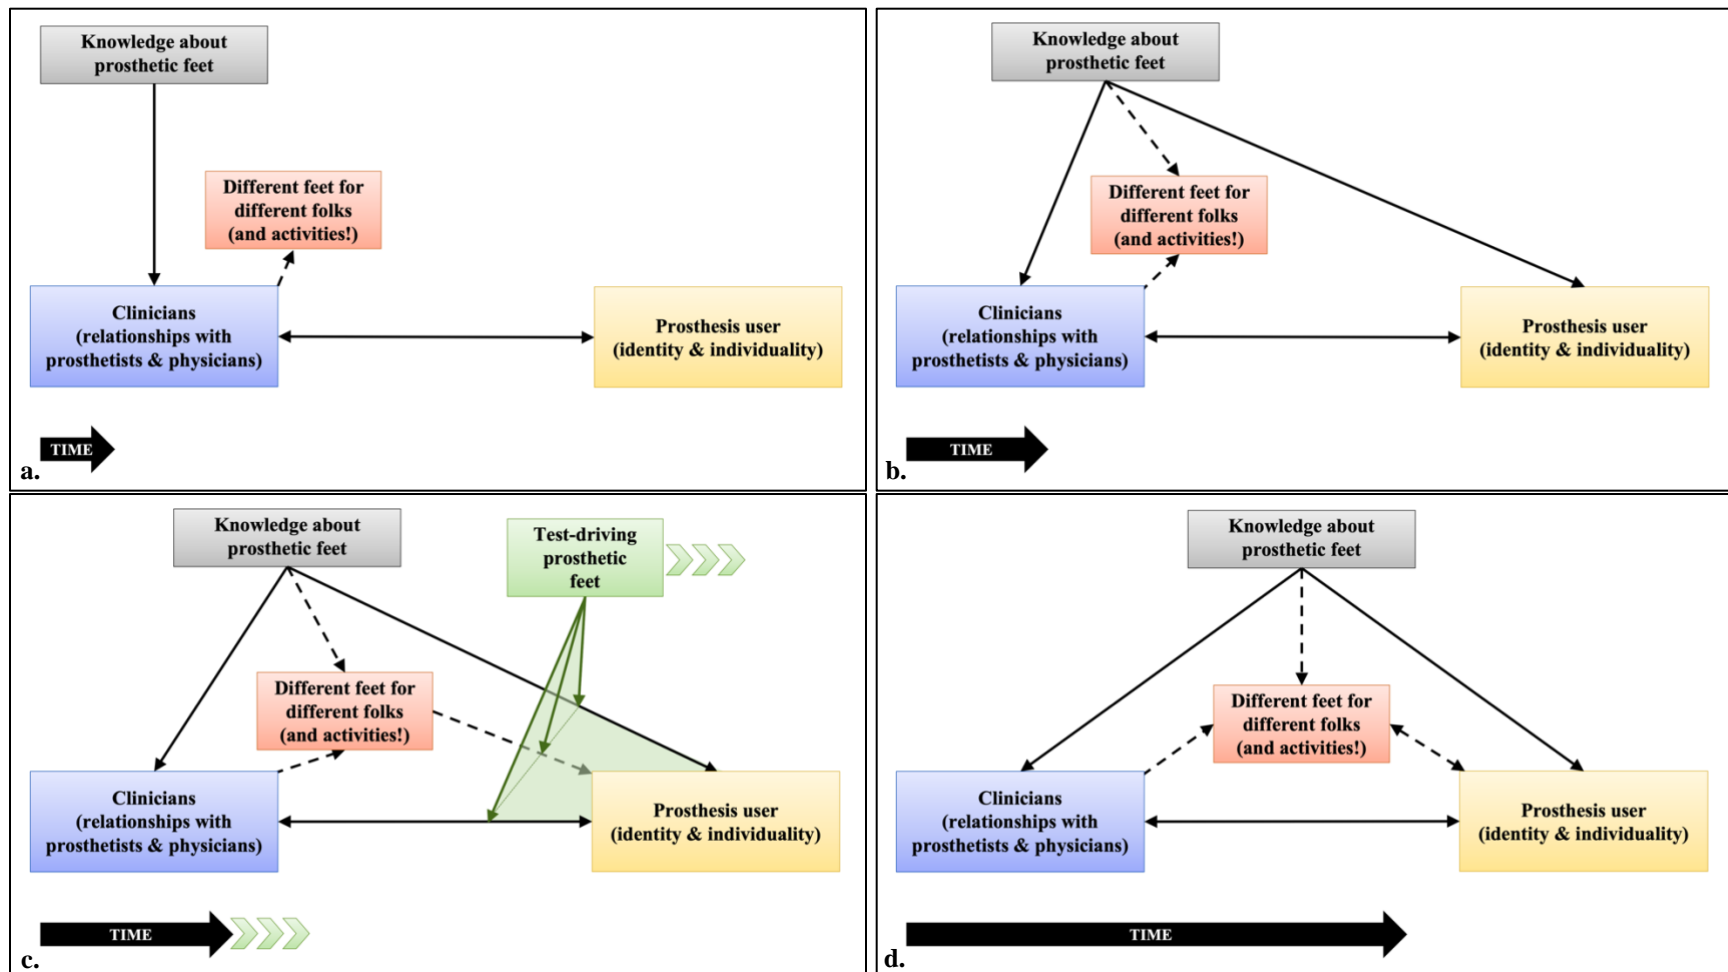 Knowledge about
prosthetic feet
Different feet for
different folks
(and activities!)
Clinicians
(relationships with
prosthetists & physicians)
Prosthesis user
(identity & individuality)
TIME
a.
Knowledge about
prosthetic feet
Different feet for
different folks
(and activities!)
Clinicians
(relationships with
prosthetists & physicians)
Prosthesis user
(identity & individuality)
TIME
b.
Knowledge about
prosthetic feet
Test-driving
prosthetic
feet
Different feet for
different folks
(and activities!)
Clinicians
(relationships with
prosthetists & physicians)
Prosthesis user
(identity & individuality)
TIME
c.
Knowledge about
prosthetic feet
Different feet for
different folks
(and activities!)
Clinicians
(relationships with
prosthetists & physicians)
Prosthesis user
(identity & individuality)
TIME
d.